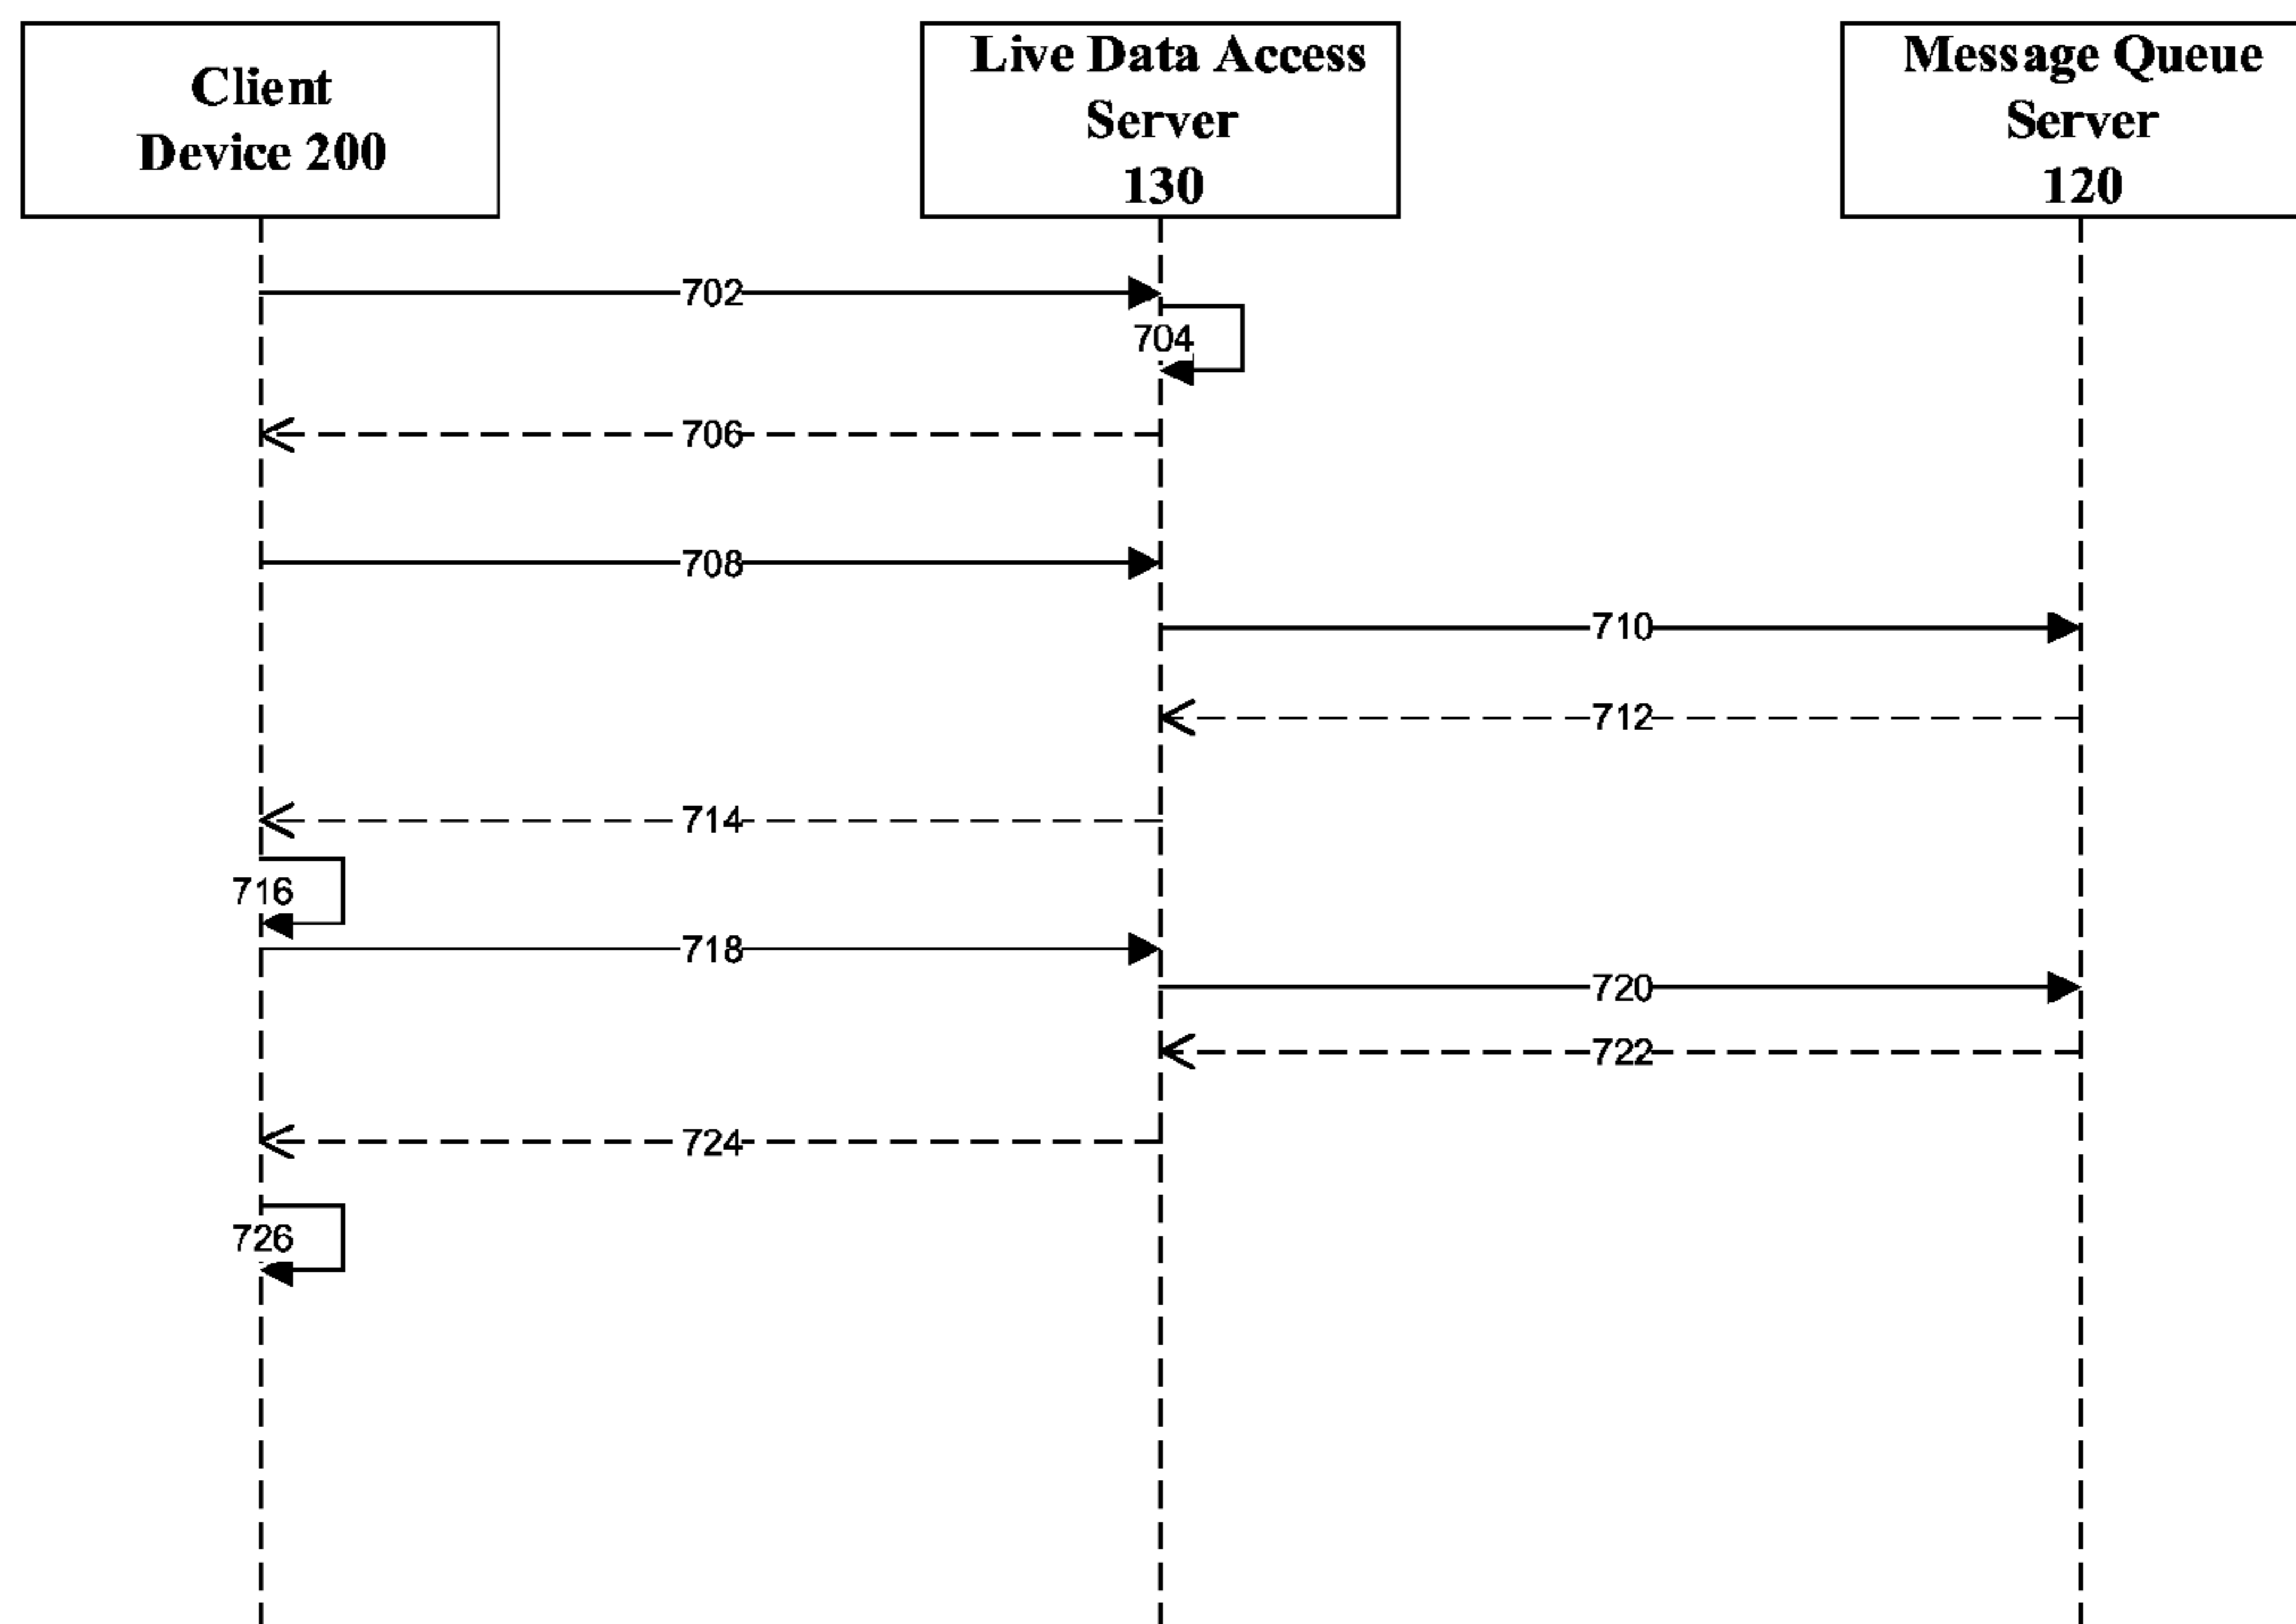 Client
Device 200
Live Data Access
Server
130
Message Queue
Server
120
702
704
706
708
710
712
714
716
718
720
722
724
726